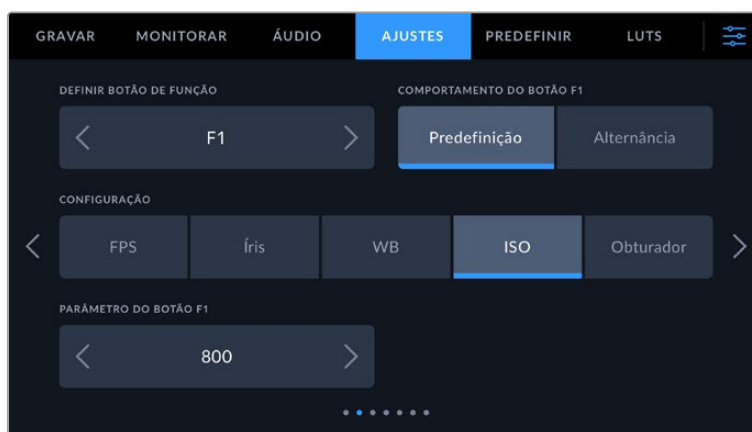 GRAVAR MONITORAR ÁUDIO AJUSTES PREDEFINIR LUTS
DEFINIR BOTÃO DE FUNÇÃO COMPORTAMENTO DO BOTÃO F1
F1 Predefinição Alternância
CONFIGURAÇÃO
FPS Íris WB ISO Obturador
PARÂMETRO DO BOTÃO F1
800